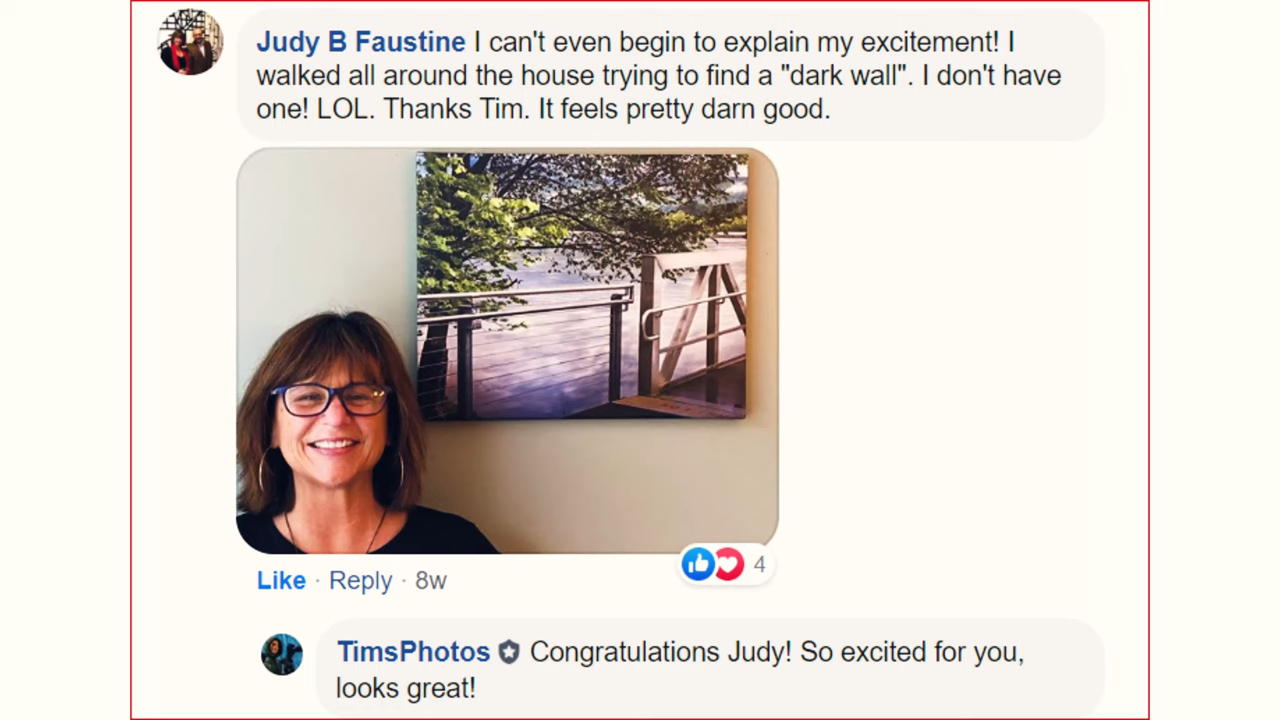 Judy B Faustine I can't even begin to explain my excitement! I
walked all around the house trying to find a "dark wall". I don't have
one! LOL. Thanks Tim. It feels pretty darn good.
Like · Reply · 8w
4
TimsPhotos Congratulations Judy! So excited for you,
looks great!